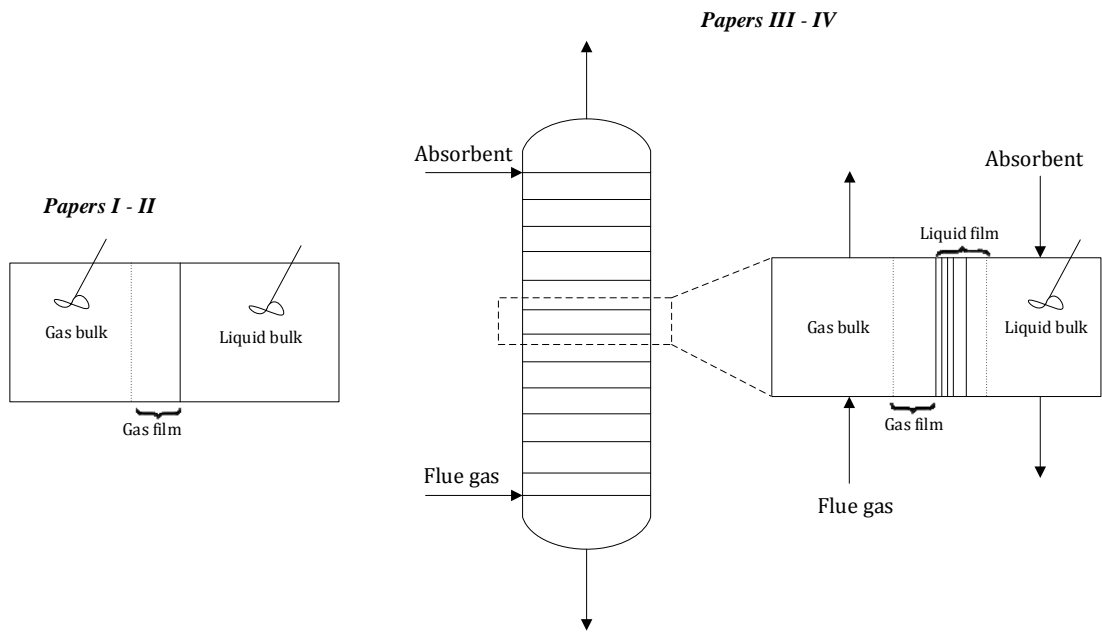 Papers III - IV
Absorbent
Absorbent
Papers I - II
Liquid film
Gas bulk
Liquid bulk
Gas bulk
Liquid bulk
Gas film
Gas film
Flue gas
Flue gas